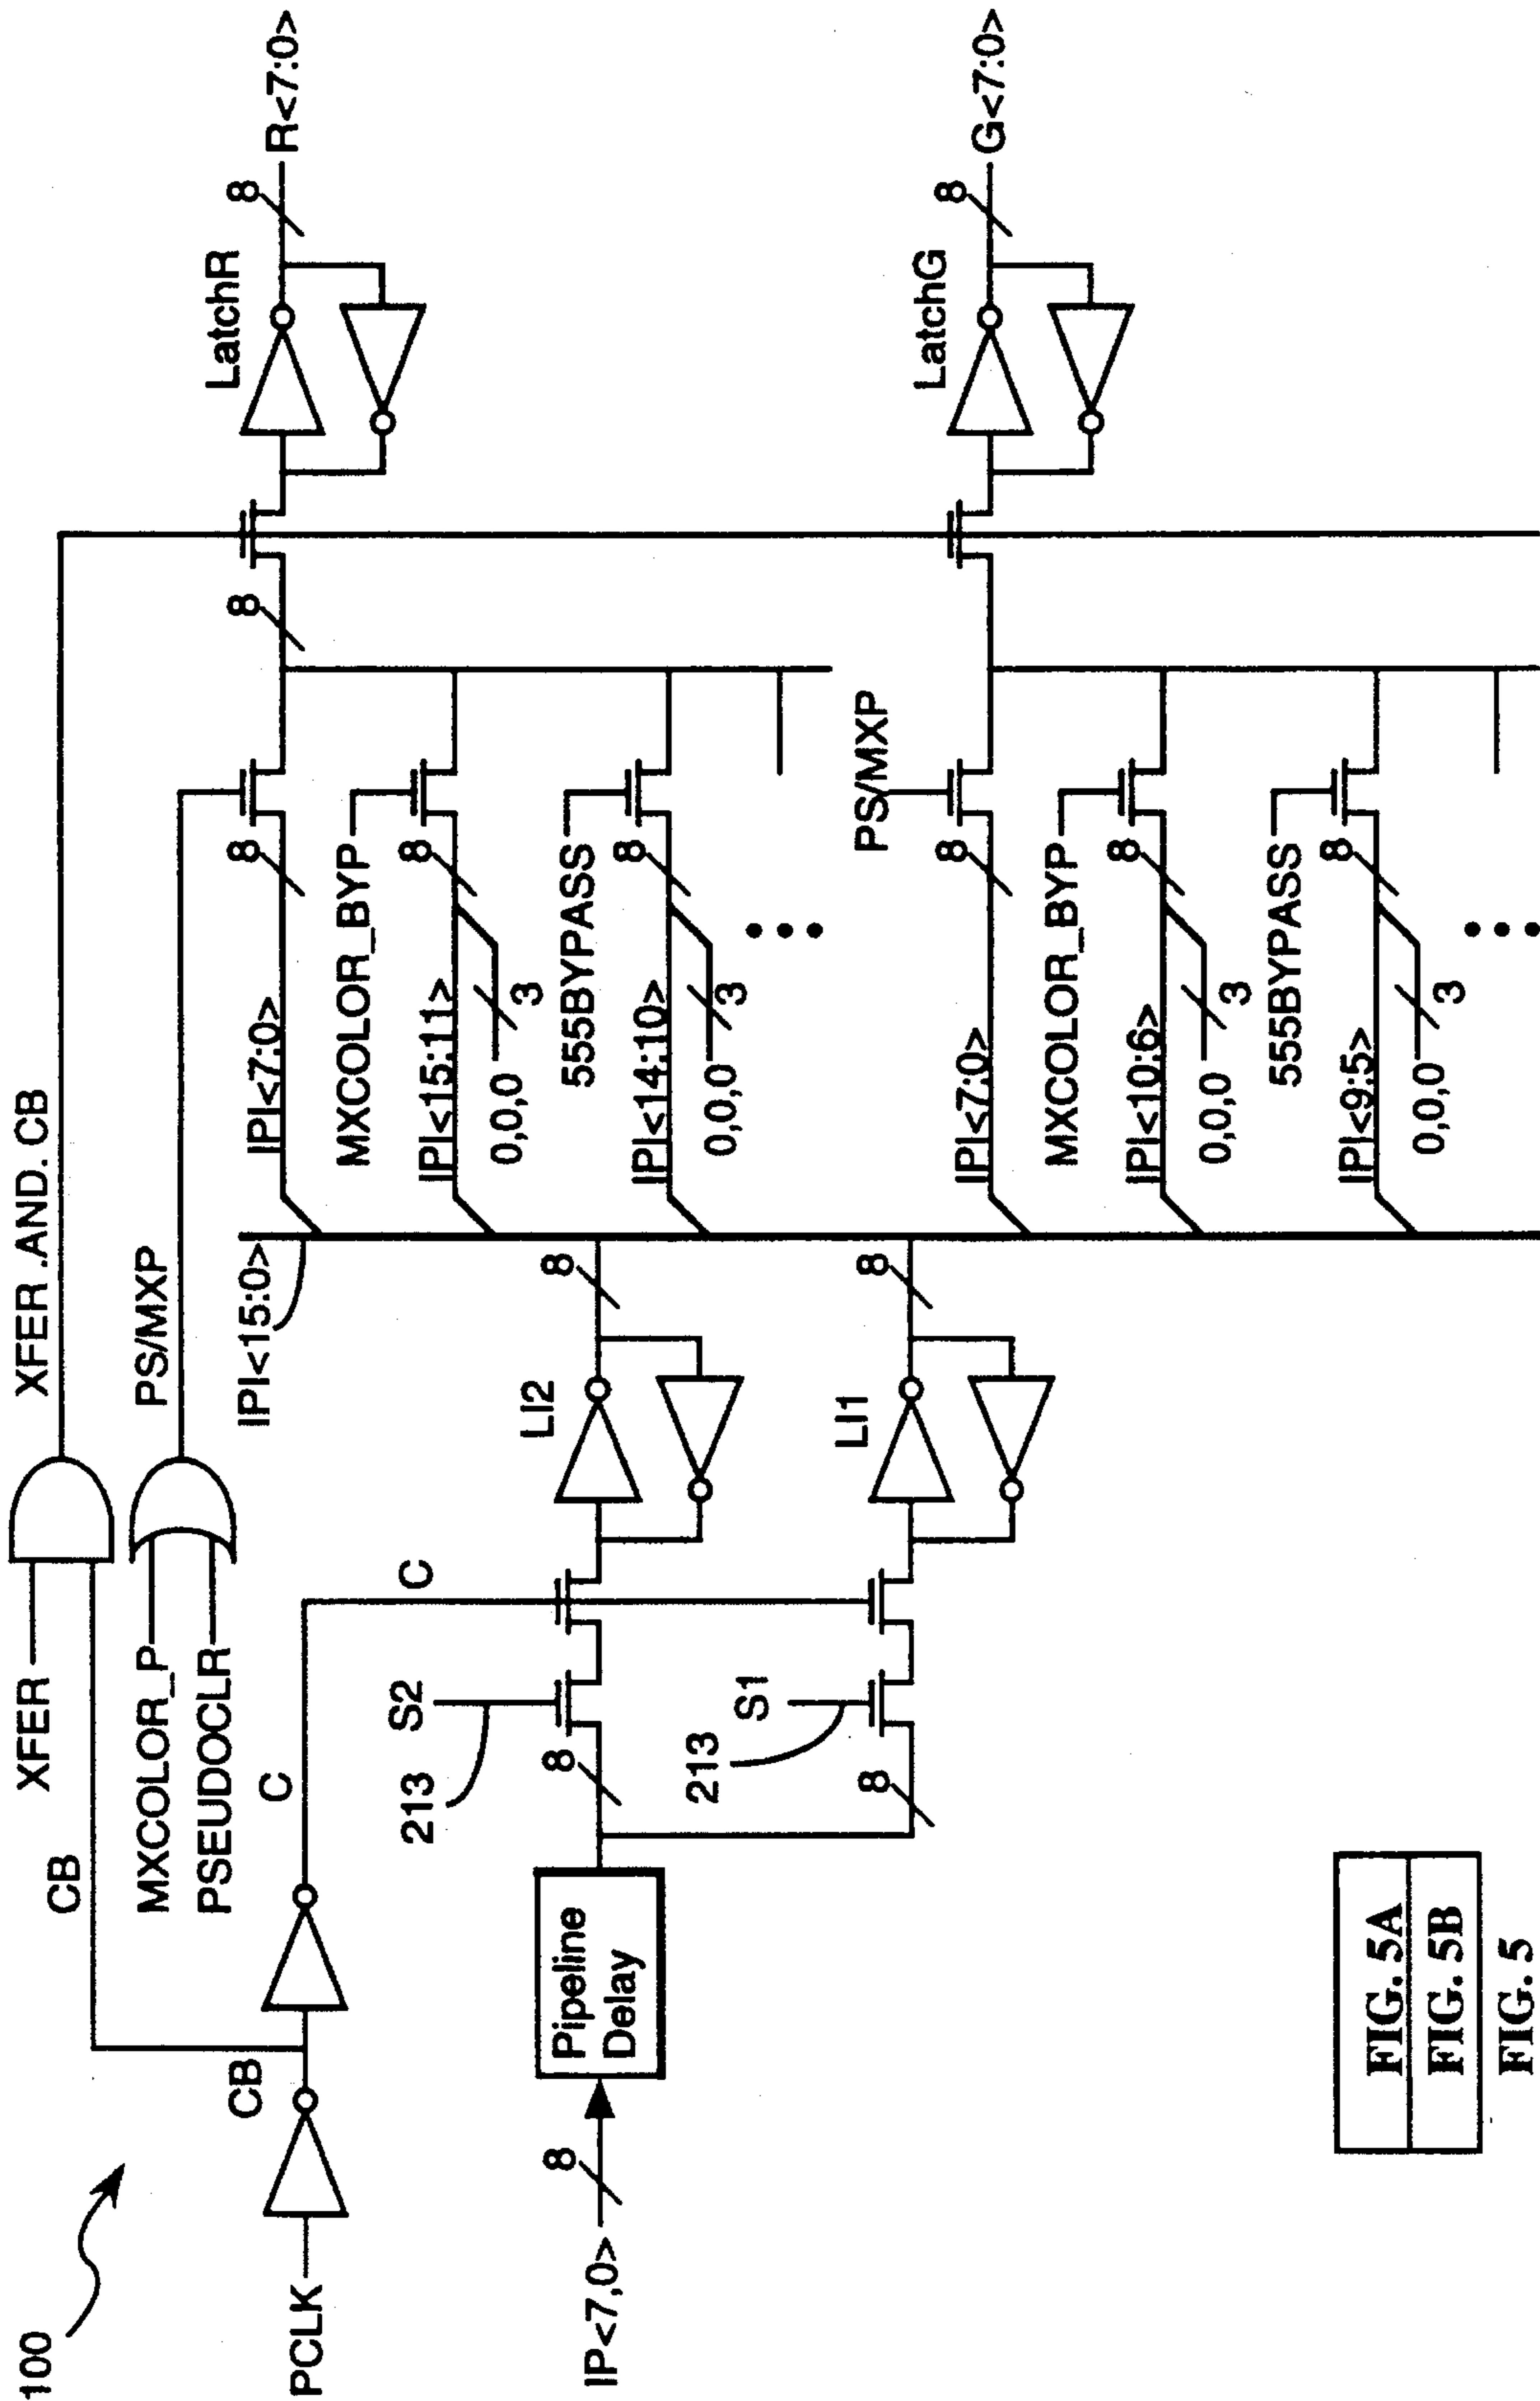 100
PCLK
CB
C
CB
XFER
XFER .AND. CB
MXCOLOR_P
PSEUDOCLR
PS/MXP
IP<7,0>
8
Pipeline
Delay
8
213
S2
C
LI2
8
8
213
S1
LI1
8
IPI<15:0>
IPI<7:0>
8
8
LatchR
8
R<7:0>
MXCOLOR_BYP
IPI<15:11>
8
0,0,0
3
555BYPASS
IPI<14:10>
8
0,0,0
3
PS/MXP
IPI<7:0>
8
LatchG
8
G<7:0>
MXCOLOR_BYP
IPI<10:6>
8
0,0,0
3
555BYPASS
IPI<9:5>
8
0,0,0
3
FIG. 5A
FIG. 5B
FIG. 5